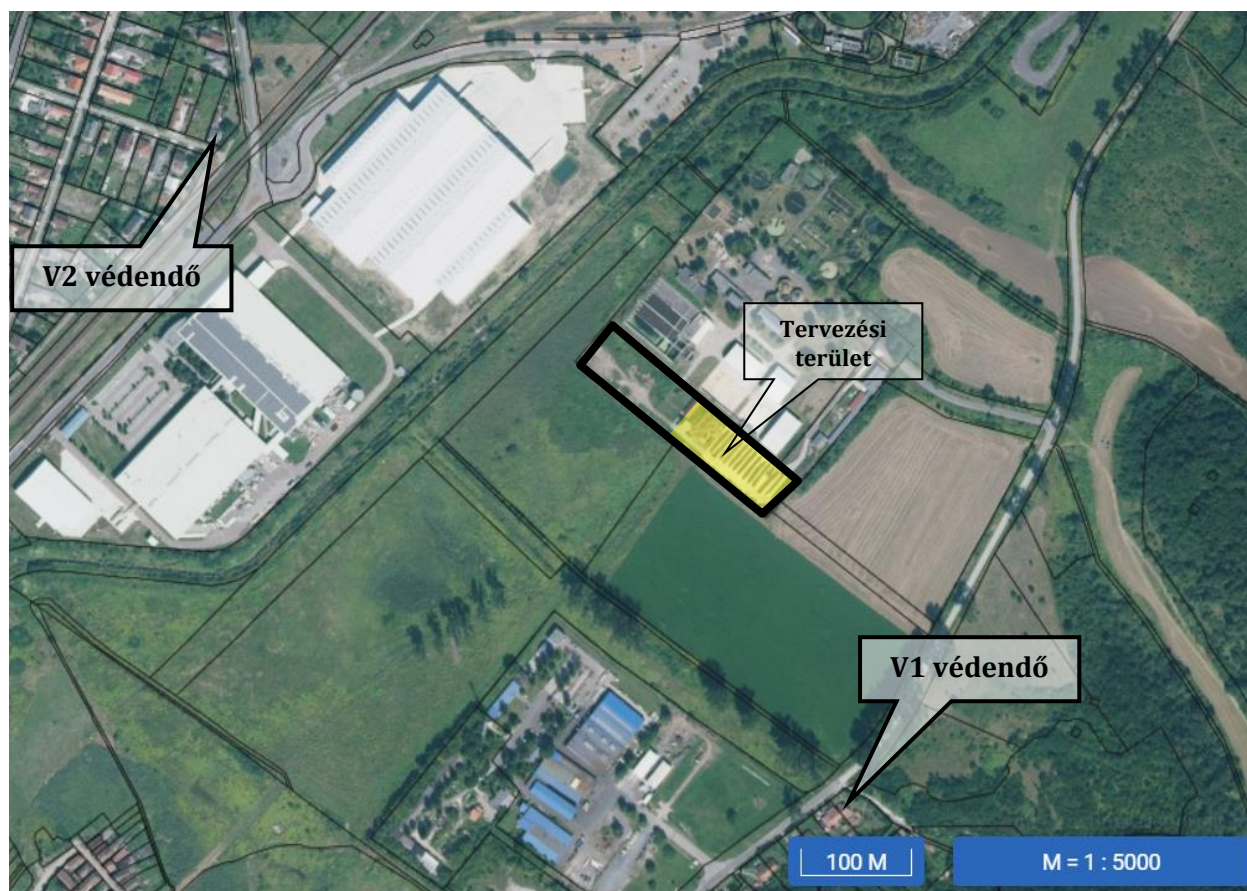 V2 védendő
Tervezési
terület
V1 védendő
100 M
M = 1 : 5000